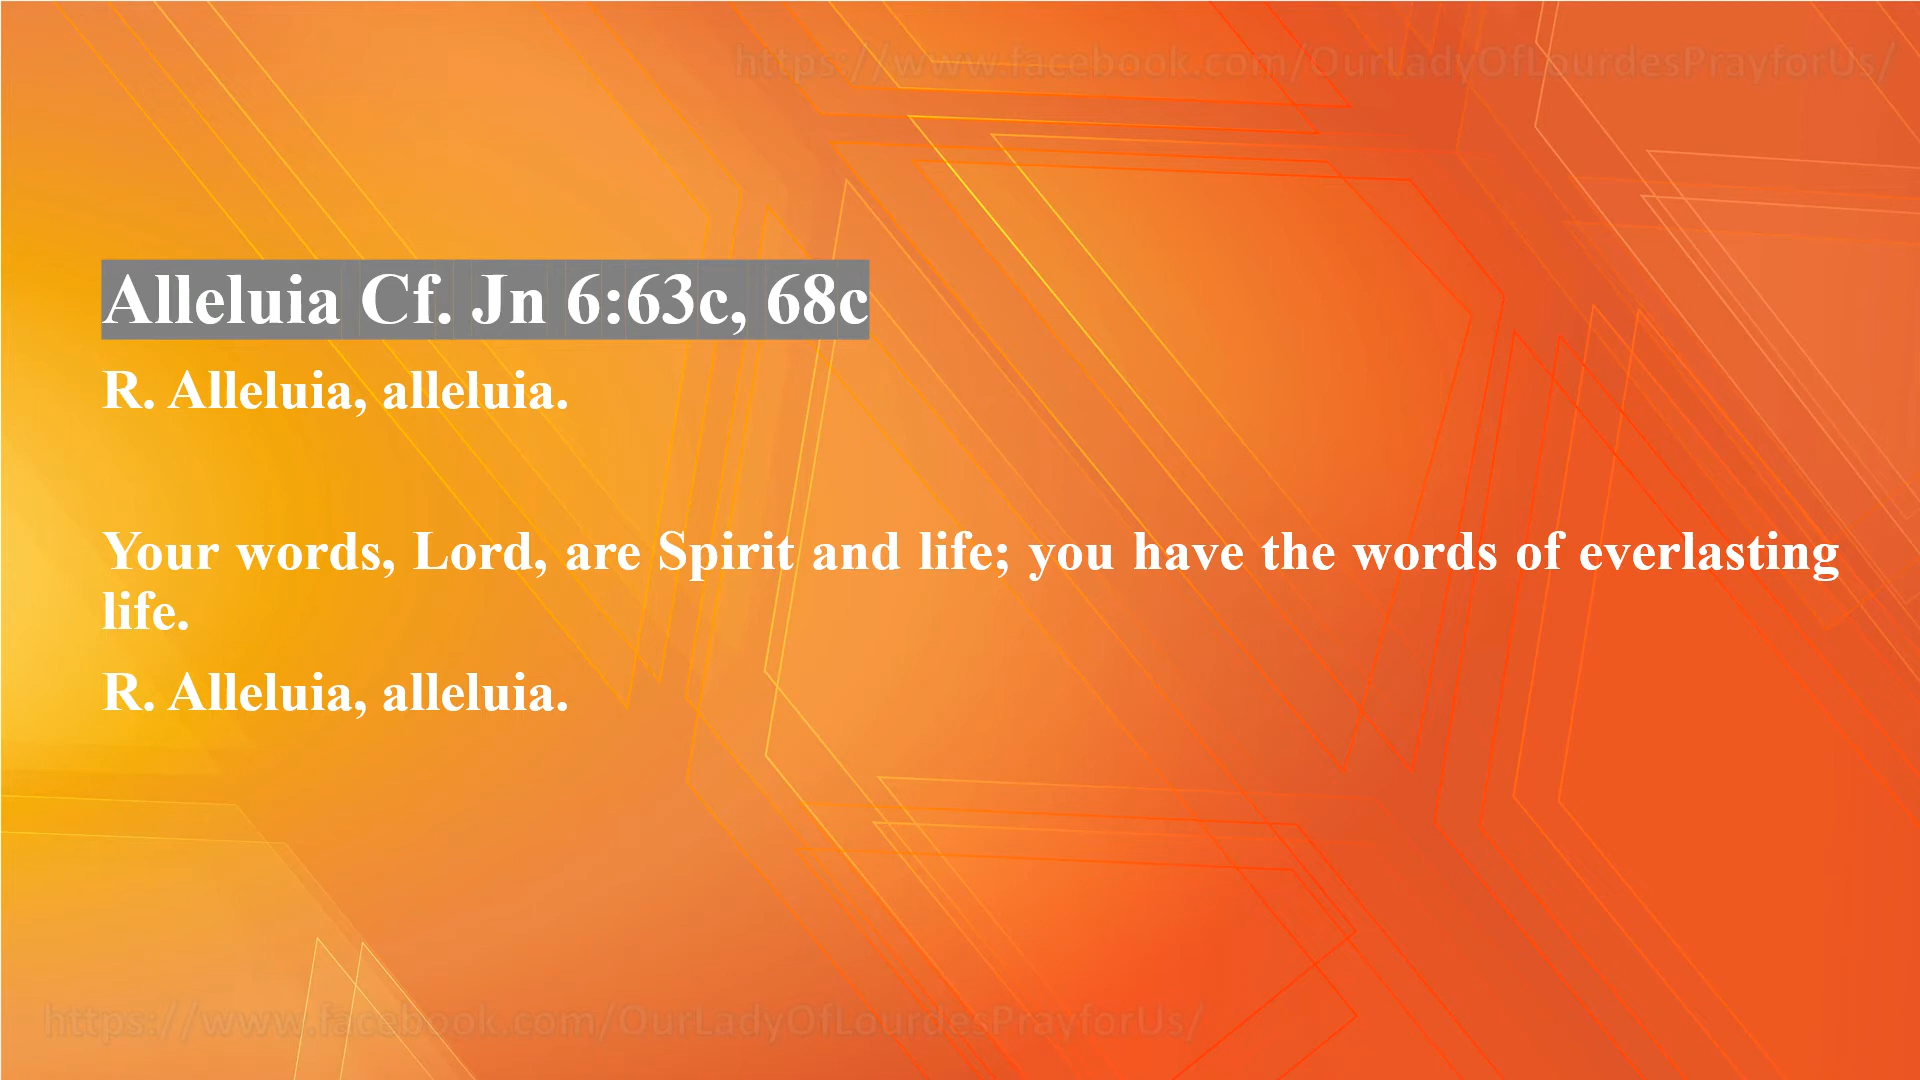 https://www.facebook.com/OurLadyOfLourdesPrayforUs/
Alleluia Cf. Jn 6:63c, 68c
R. Alleluia, alleluia.
Your words, Lord, are Spirit and life; you have the words of everlasting
life.
R. Alleluia, alleluia.
https://www.facebook.com/OurLadyOfLourdesPrayforUs/